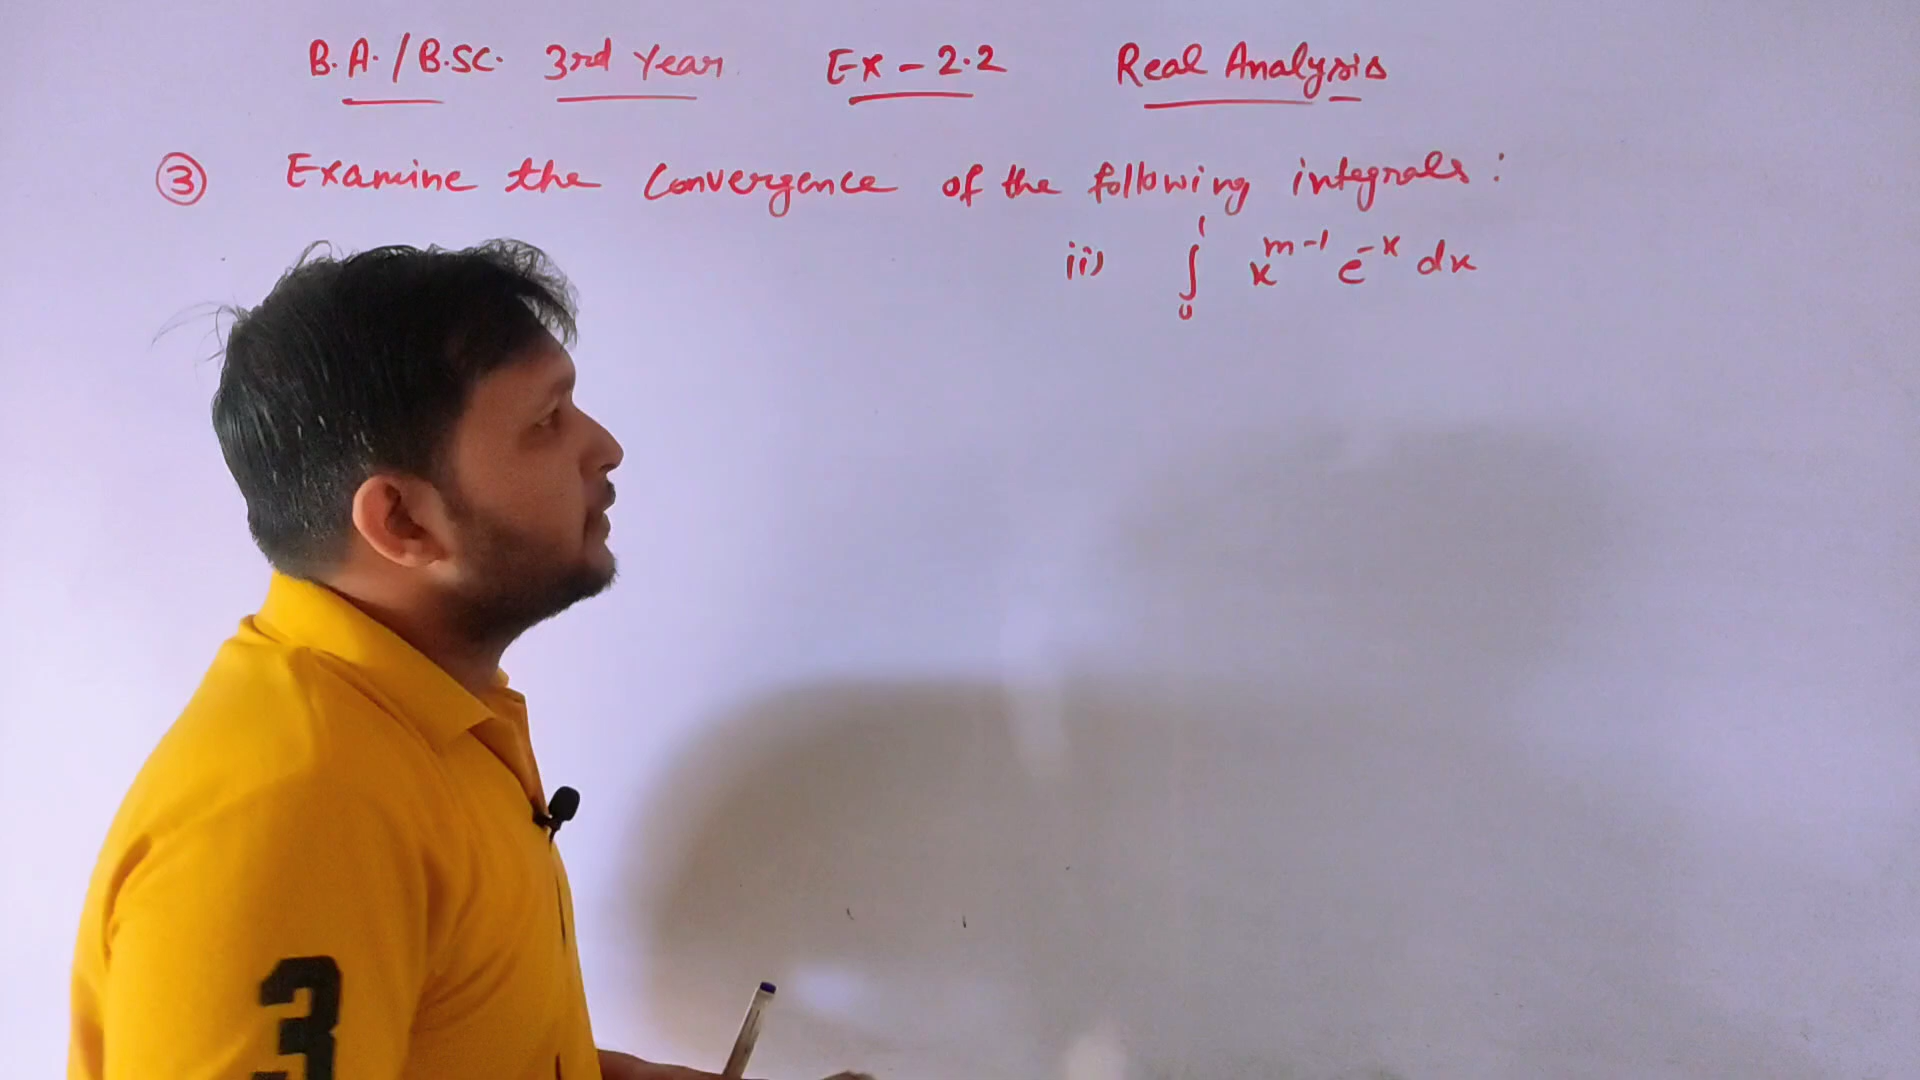 B.A./B.Sc. 3rd Year Ex - 2.2 Real Analysis
③ Examine the Convergence of the following integrals:
ii) ∫₀¹ x^{m-1} e^{-x} dx
3